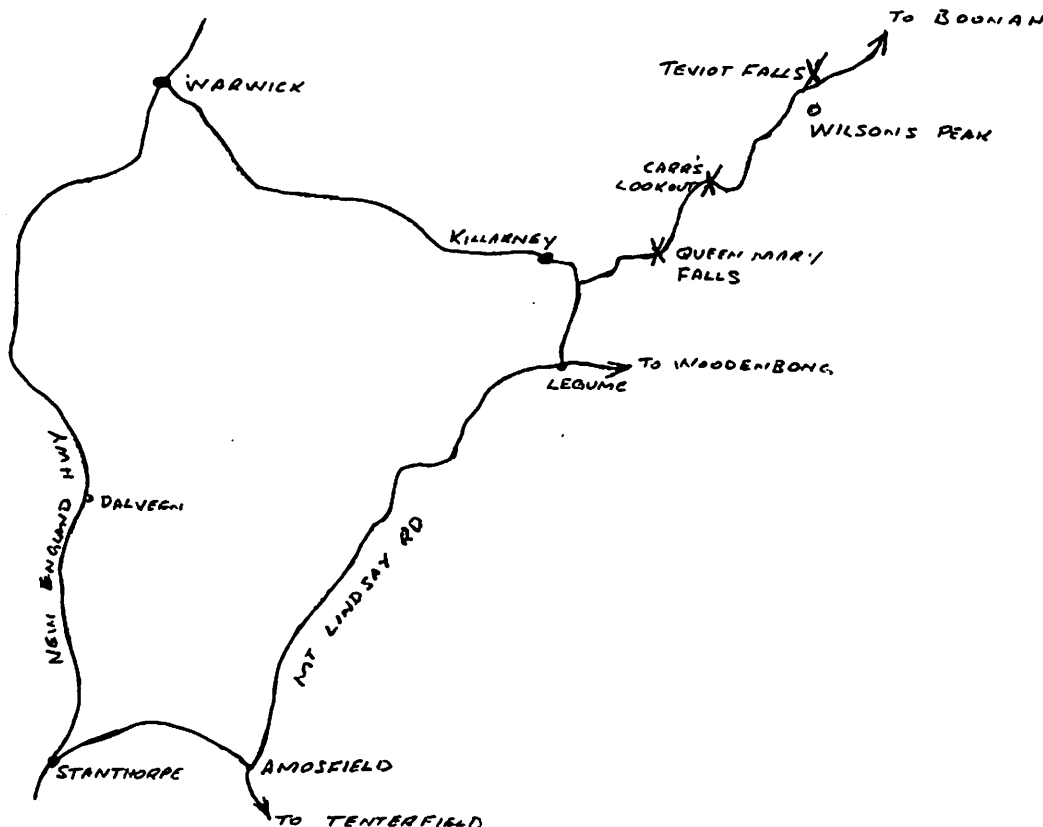 TO BOONAH
TEVIOT FALLS
WARWICK
WILSONS PEAK
CARR'S
LOOKOUT
KILLARNEY
QUEEN MARY
FALLS
TO WOODENBONG
LEGUME
NEW ENGLAND HWY
DALVEEN
MT LINDSAY RD
STANTHORPE
AMOSFIELD
TO TENTERFIELD